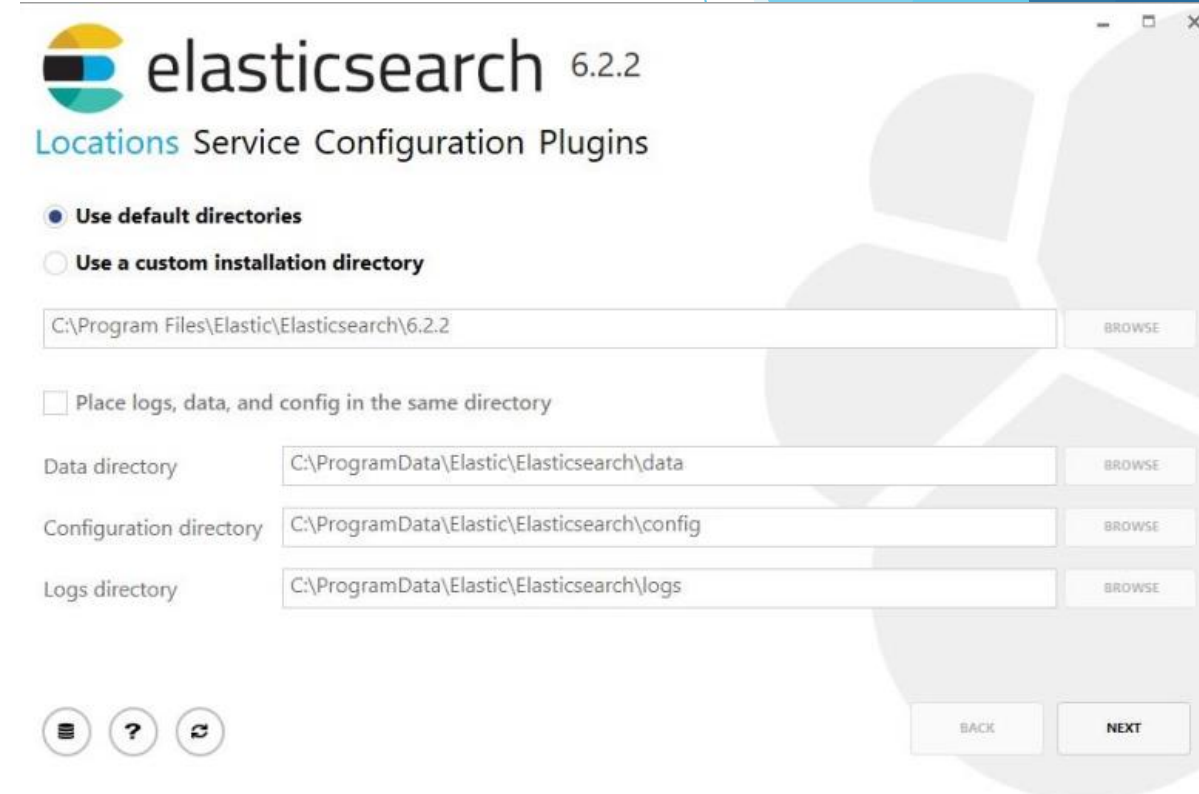 elasticsearch 6.2.2
Locations Service Configuration Plugins
Use default directories
Use a custom installation directory
C:\Program Files\Elastic\Elasticsearch\6.2.2 BROWSE
Place logs, data, and config in the same directory
Data directory C:\ProgramData\Elastic\Elasticsearch\data BROWSE
Configuration directory C:\ProgramData\Elastic\Elasticsearch\config BROWSE
Logs directory C:\ProgramData\Elastic\Elasticsearch\logs BROWSE
? BACK NEXT